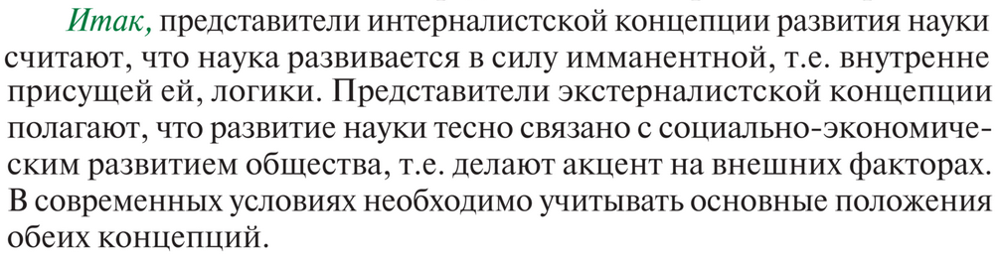 Итак, представители интерналистской концепции развития науки
считают, что наука развивается в силу имманентной, т.е. внутренне
присущей ей, логики. Представители экстерналистской концепции
полагают, что развитие науки тесно связано с социально-экономиче-
ским развитием общества, т.е. делают акцент на внешних факторах.
В современных условиях необходимо учитывать основные положения
обеих концепций.